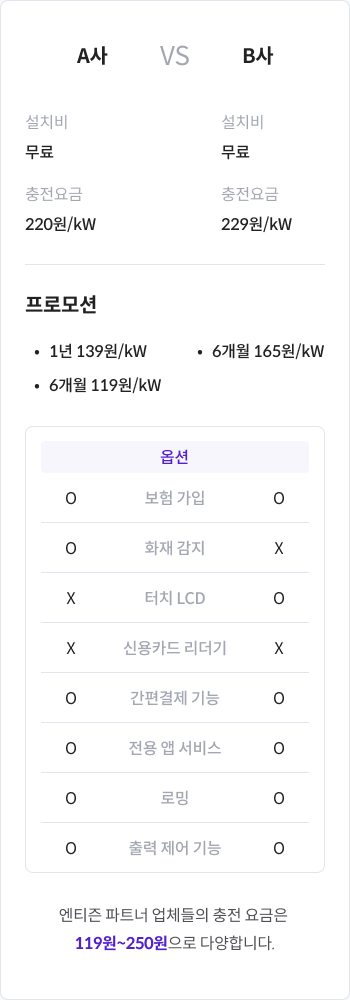 A사 VS B사
설치비 설치비
무료 무료
충전요금 충전요금
220원/kW 229원/kW
프로모션
• 1년 139원/kW • 6개월 165원/kW
• 6개월 119원/kW
옵션
O 보험 가입 O
O 화재 감지 X
X 터치 LCD O
X 신용카드 리더기 X
O 간편결제 기능 O
O 전용 앱 서비스 O
O 로밍 O
O 출력 제어 기능 O
엔티즌 파트너 업체들의 충전 요금은
119원~250원으로 다양합니다.